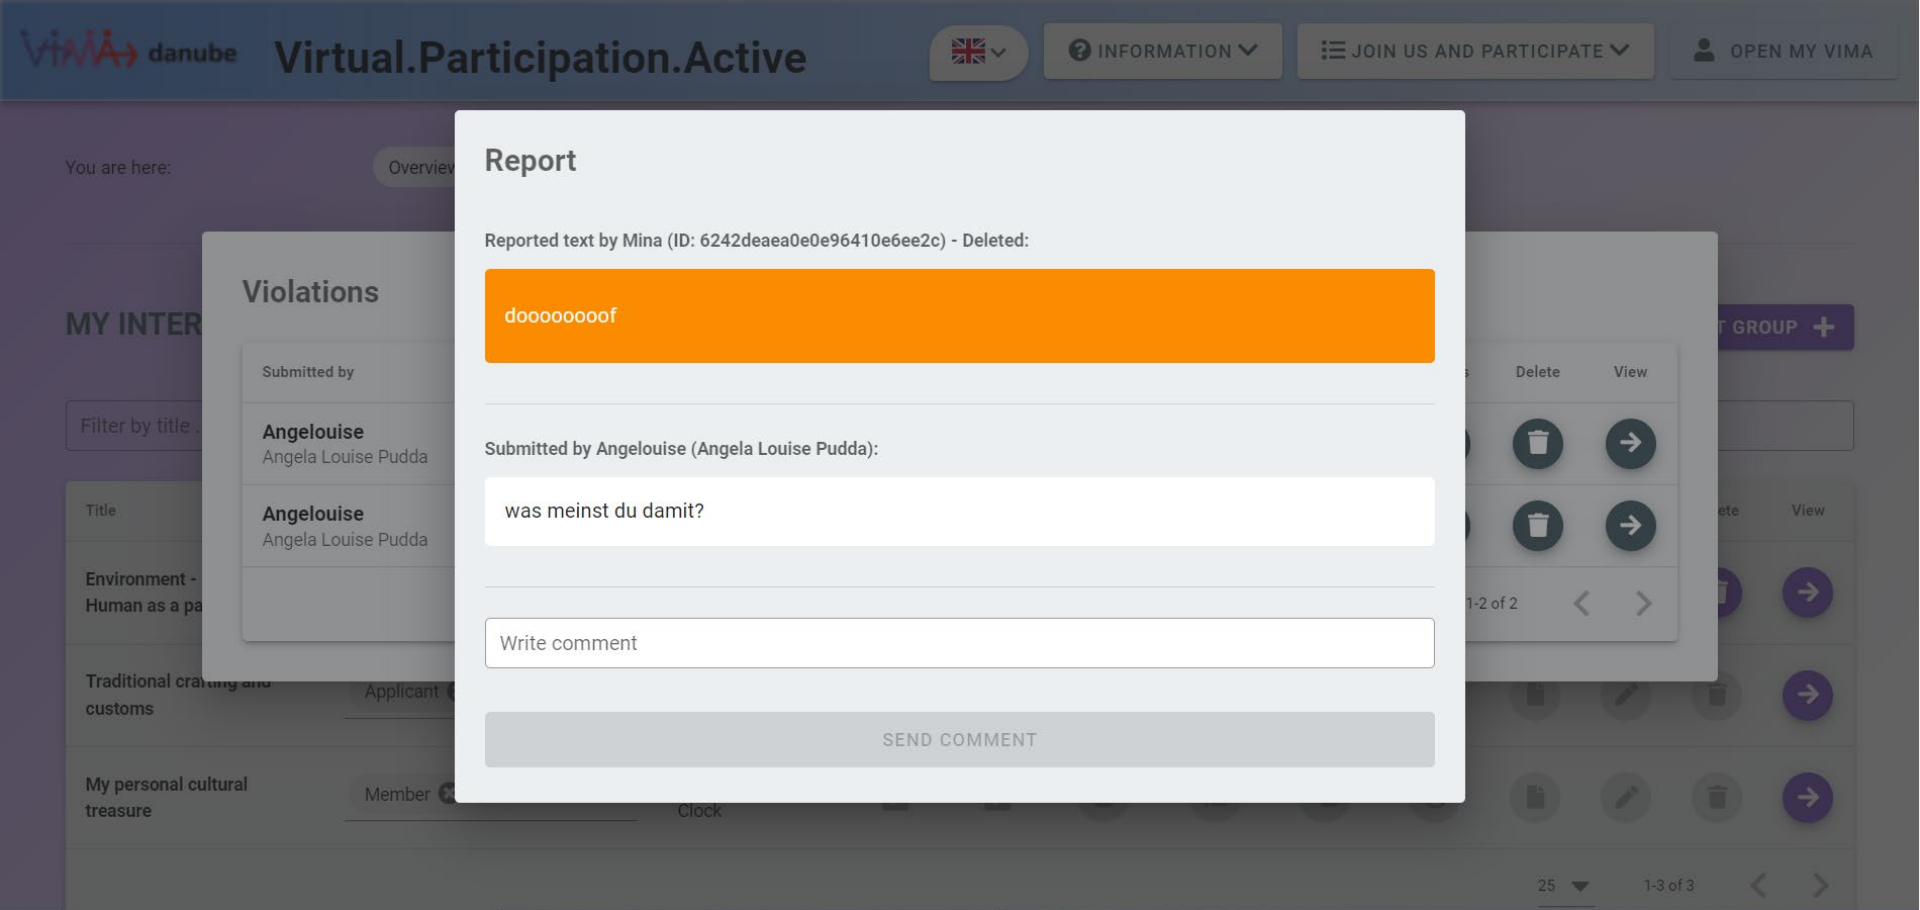 ViMA danube
Virtual.Participation.Active
INFORMATION
JOIN US AND PARTICIPATE
OPEN MY VIMA
You are here:
Report
Reported text by Mina (ID: 6242deaea0e0e96410e6ee2c) - Deleted:
doooooooof
Submitted by Angelouise (Angela Louise Pudda):
was meinst du damit?
Write comment
SEND COMMENT
Violations
Submitted by
Delete
View
Angelouise
Angela Louise Pudda
Angelouise
Angela Louise Pudda
1-2 of 2
MY
GROUP
Filter by title .
Title
View
Environment -
Human as a
Traditional crafting and
customs
Applicant
My personal cultural
treasure
Member
Clock
25
1-3 of 3